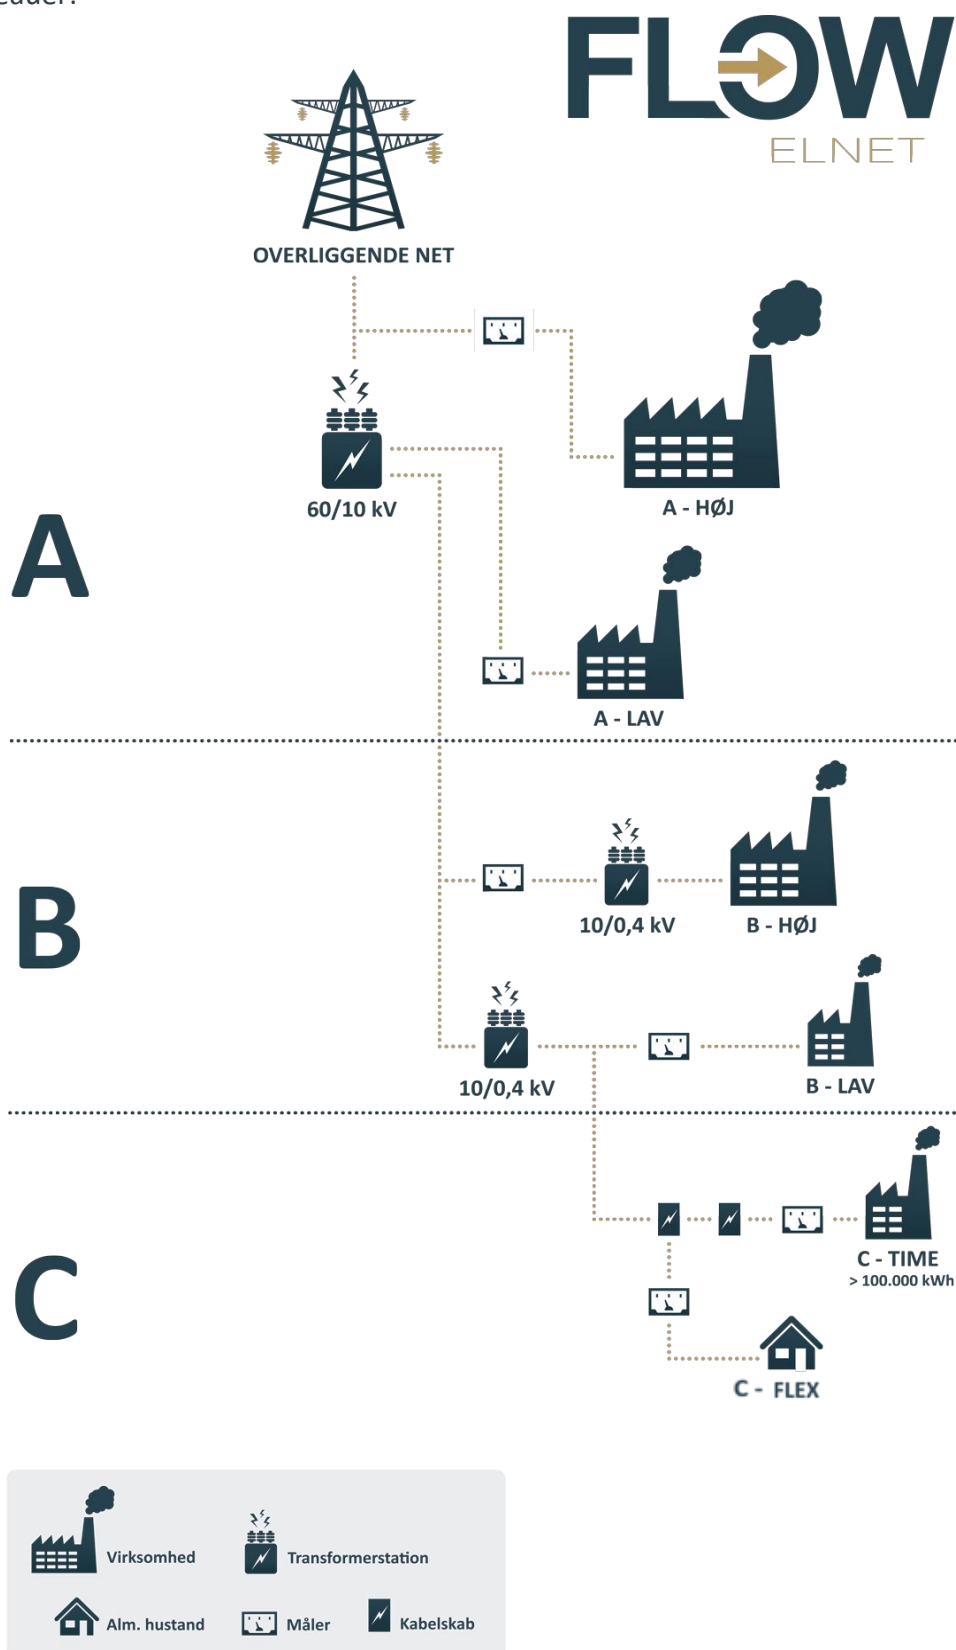 FLOW
ELNET
OVERLIGGENDE NET
60/10 kV
A - HØJ
A
A - LAV
B
10/0,4 kV
B - HØJ
10/0,4 kV
B - LAV
C
C - TIME
> 100.000 kWh
C - FLEX
Virksomhed
Transformerstation
Alm. hustand
Måler
Kabelskab